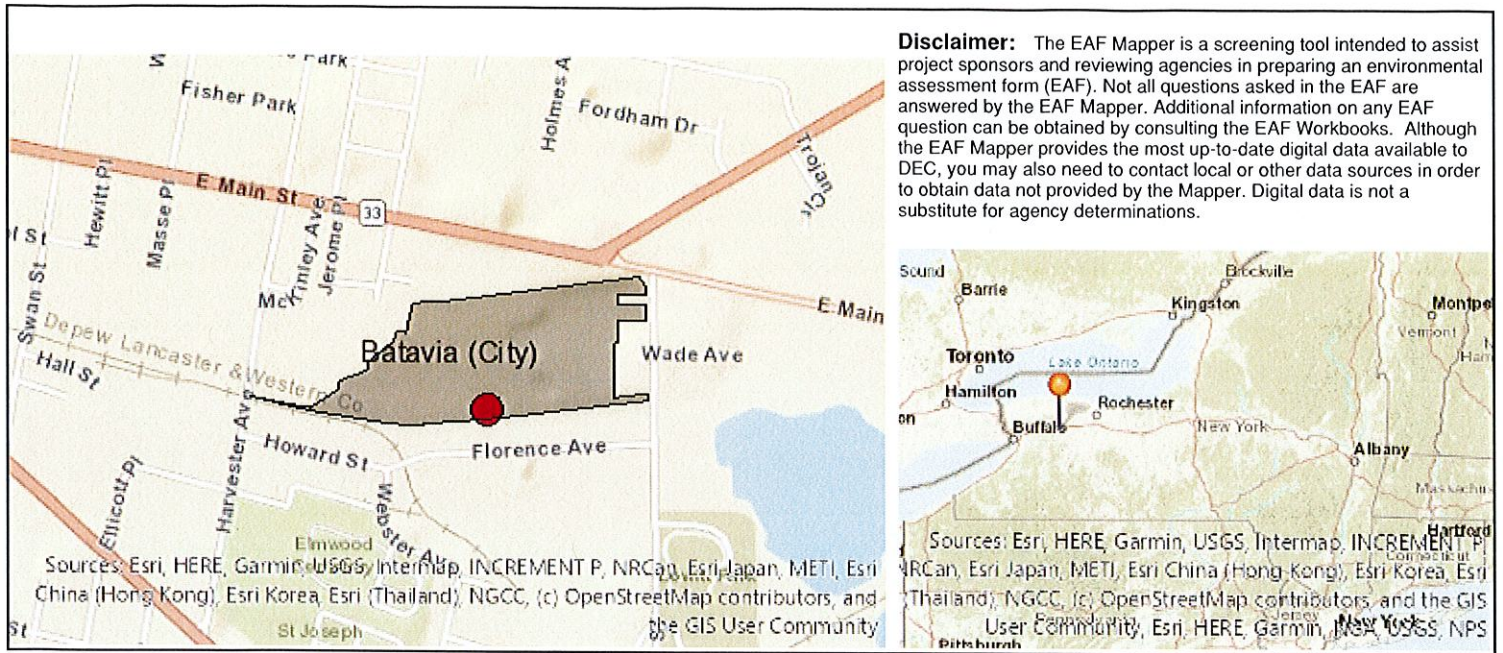 Disclaimer: The EAF Mapper is a screening tool intended to assist
project sponsors and reviewing agencies in preparing an environmental
assessment form (EAF). Not all questions asked in the EAF are
answered by the EAF Mapper. Additional information on any EAF
question can be obtained by consulting the EAF Workbooks. Although
the EAF Mapper provides the most up-to-date digital data available to
DEC, you may also need to contact local or other data sources in order
to obtain data not provided by the Mapper. Digital data is not a
substitute for agency determinations.
Park
Fisher Park
Holmes A
Fordham Dr
Trojan Cir
Hewitt Pl
Masse Pl
E Main St
33
Swan St
McKinley Ave
Jerome Pl
E Main
Depew Lancaster & Western Co
Hall St
Batavia (City)
Wade Ave
Harvester Ave
Howard St
Florence Ave
Ellicott Pl
Webster Ave
Elmwood
St Joseph
Sources: Esri, HERE, Garmin, USGS, Intermap, INCREMENT P, NRCan, Esri Japan, METI, Esri
China (Hong Kong), Esri Korea, Esri (Thailand), NGCC, (c) OpenStreetMap contributors, and
the GIS User Community
Sound
Barrie
Brockville
Kingston
Montpe
Vermont
Toronto
Lake Ontario
Hamilton
Rochester
Buffalo
New York
Albany
Massachus
Hartford
Connecticut
Sources: Esri, HERE, Garmin, USGS, Intermap, INCREMENT P,
NRCan, Esri Japan, METI, Esri China (Hong Kong), Esri Korea, Esri
(Thailand), NGCC, (c) OpenStreetMap contributors, and the GIS
User Community, Esri, HERE, Garmin, NGA, USGS, NPS
Pennsylvania
Jersey
New York
Pittsburgh